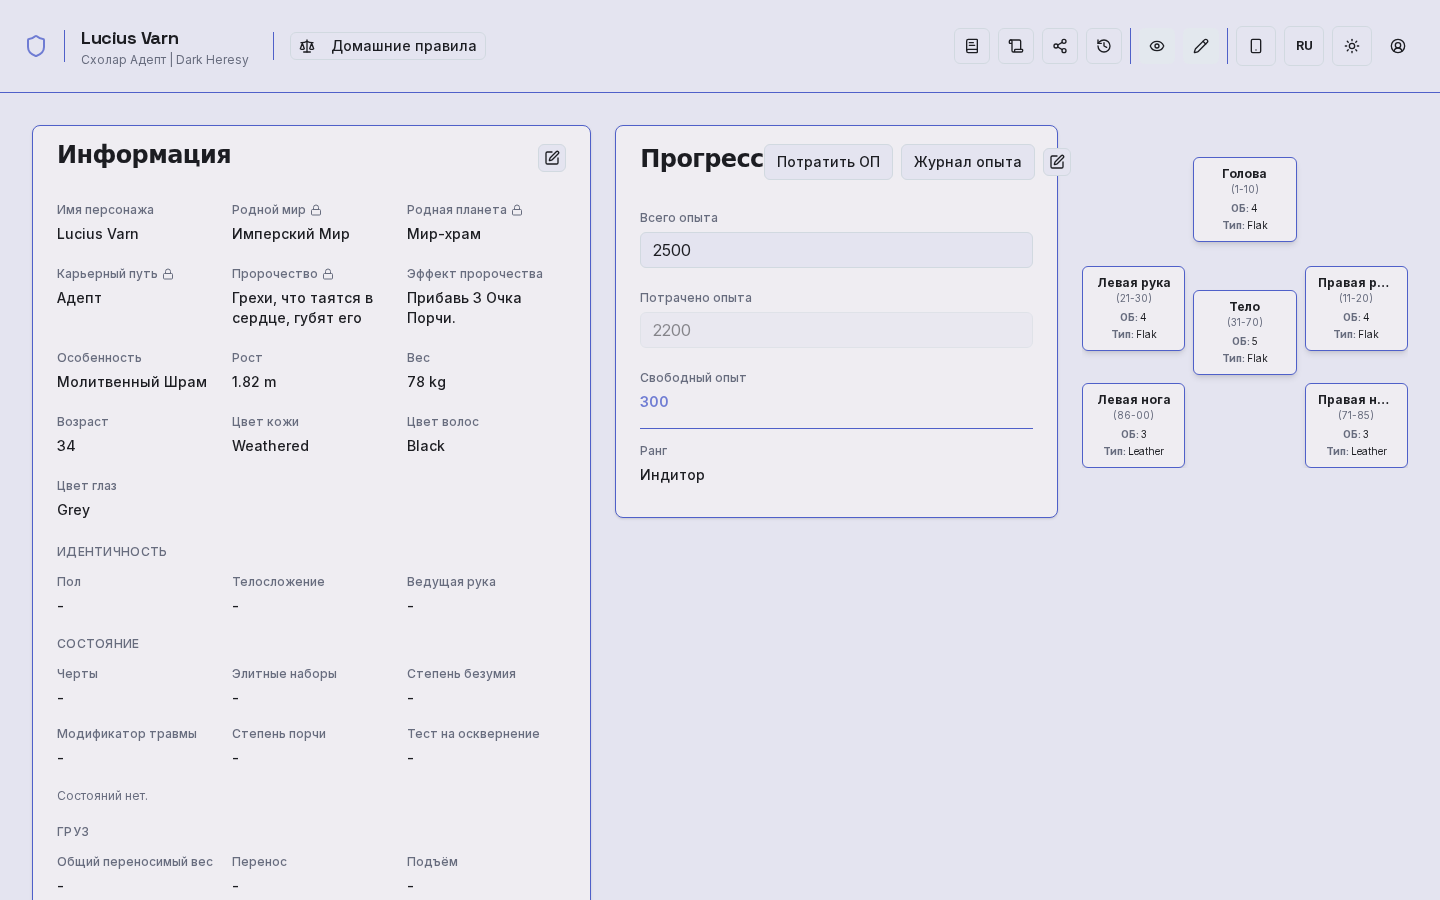 Lucius Varn
Схолар Адепт | Dark Heresy
Домашние правила
RU
Информация
Имя персонажа
Lucius Varn
Родной мир
Имперский Мир
Родная планета
Мир-храм
Карьерный путь
Адепт
Пророчество
Грехи, что таятся в
сердце, губят его
Эффект пророчества
Прибавь 3 Очка
Порчи.
Особенность
Молитвенный Шрам
Рост
1.82 m
Вес
78 kg
Возраст
34
Цвет кожи
Weathered
Цвет волос
Black
Цвет глаз
Grey
ИДЕНТИЧНОСТЬ
Пол
-
Телосложение
-
Ведущая рука
-
СОСТОЯНИЕ
Черты
-
Элитные наборы
-
Степень безумия
-
Модификатор травмы
-
Степень порчи
-
Тест на осквернение
-
Состояний нет.
ГРУЗ
Общий переносимый вес
-
Перенос
-
Подъём
-
Прогресс
Потратить ОП
Журнал опыта
Всего опыта
2500
Потрачено опыта
2200
Свободный опыт
300
Ранг
Индитор
Голова
(1-10)
ОБ: 4
Тип: Flak
Левая рука
(21-30)
ОБ: 4
Тип: Flak
Тело
(31-70)
ОБ: 5
Тип: Flak
Правая р...
(11-20)
ОБ: 4
Тип: Flak
Левая нога
(86-00)
ОБ: 3
Тип: Leather
Правая н...
(71-85)
ОБ: 3
Тип: Leather